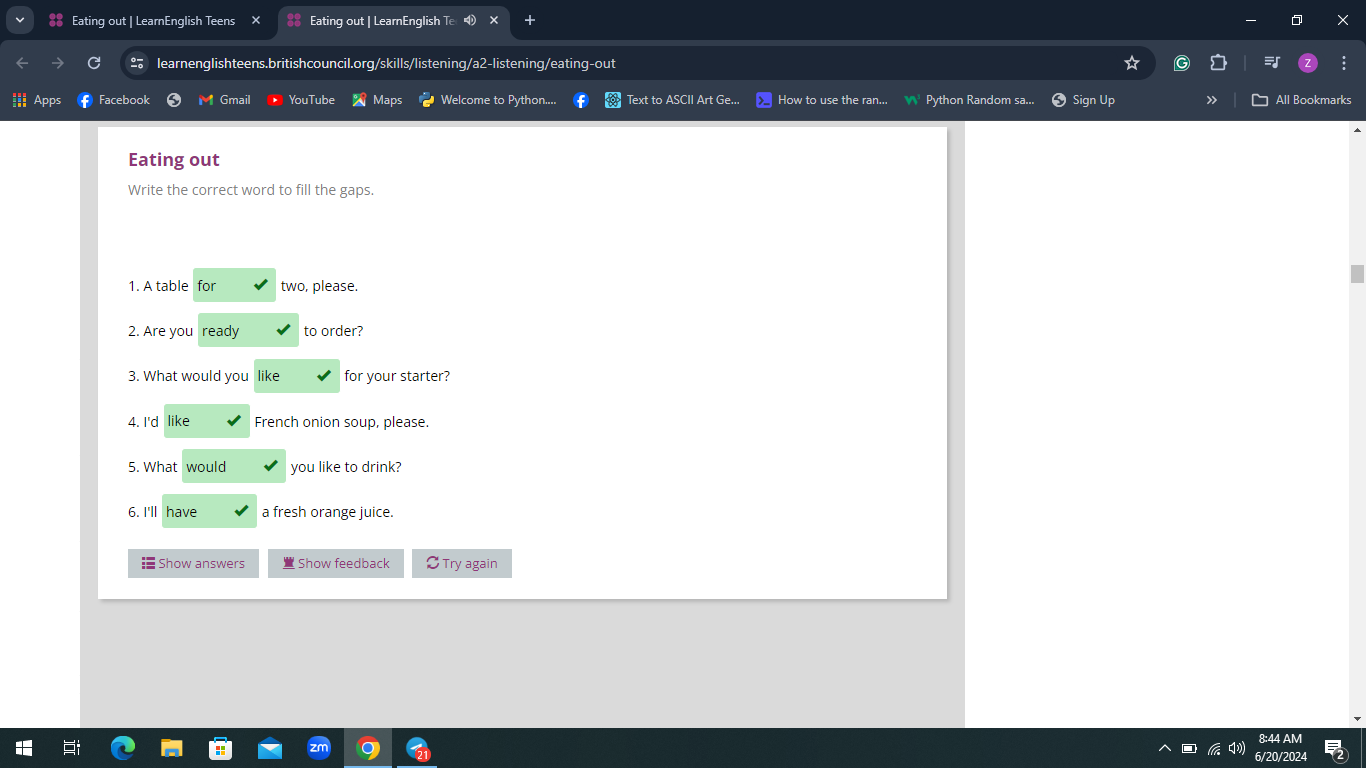 Eating out | LearnEnglish Teens
Eating out | LearnEnglish Te
learnenglishteens.britishcouncil.org/skills/listening/a2-listening/eating-out
Z
Apps Facebook Gmail YouTube Maps Welcome to Python.... Text to ASCII Art Ge... How to use the ran... Python Random sa... Sign Up » All Bookmarks
Eating out
Write the correct word to fill the gaps.
1. A table for two, please.
2. Are you ready to order?
3. What would you like for your starter?
4. I'd like French onion soup, please.
5. What would you like to drink?
6. I'll have a fresh orange juice.
Show answers Show feedback Try again
zm
21
8:44 AM
6/20/2024
2